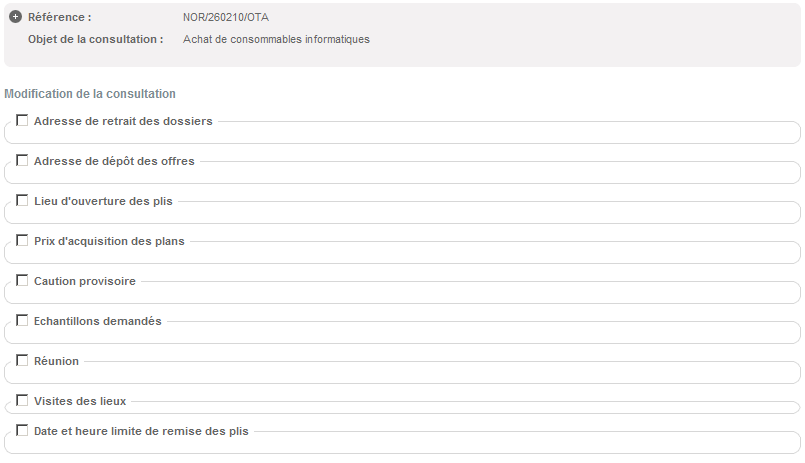 Référence : NOR/260210/OTA
Objet de la consultation : Achat de consommables informatiques
Modification de la consultation
Adresse de retrait des dossiers
Adresse de dépôt des offres
Lieu d'ouverture des plis
Prix d'acquisition des plans
Caution provisoire
Echantillons demandés
Réunion
Visites des lieux
Date et heure limite de remise des plis